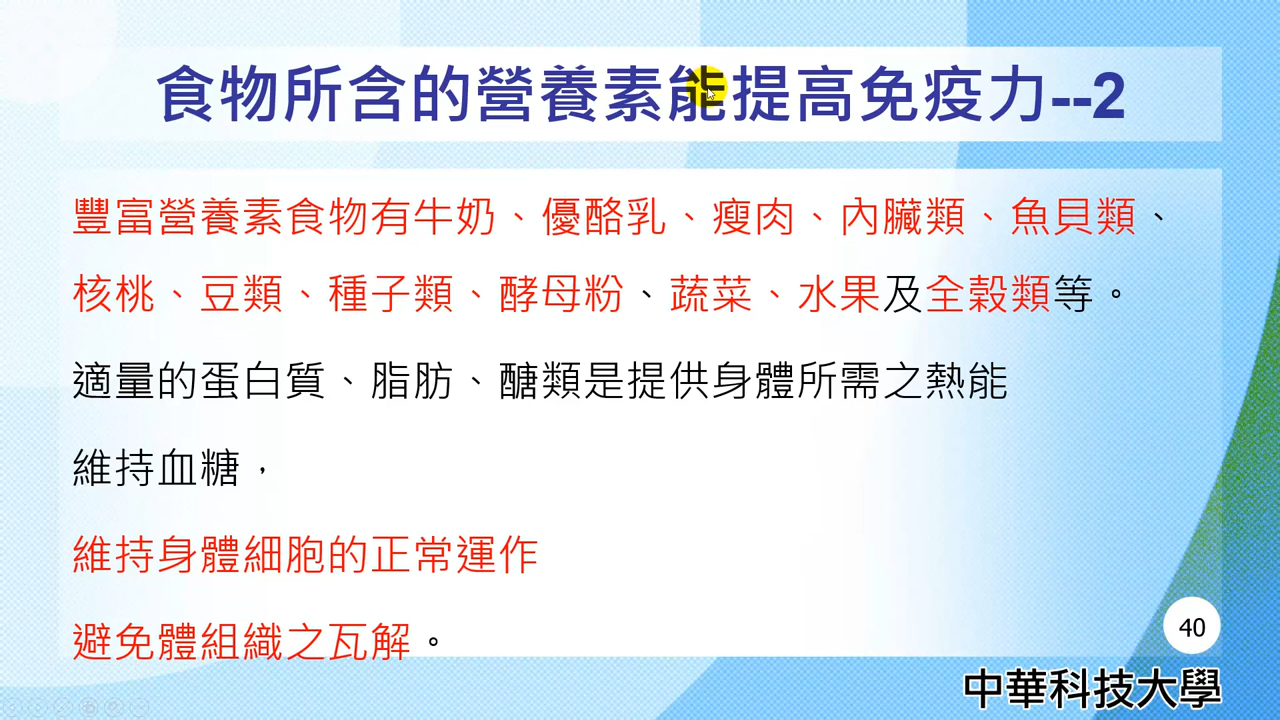 食物所含的營養素能提高免疫力--2
豐富營養素食物有牛奶、優酪乳、瘦肉、內臟類、魚貝類、
核桃、豆類、種子類、酵母粉、蔬菜、水果及全穀類等。
適量的蛋白質、脂肪、醣類是提供身體所需之熱能
維持血糖，
維持身體細胞的正常運作
避免體組織之瓦解。
40
中華科技大學